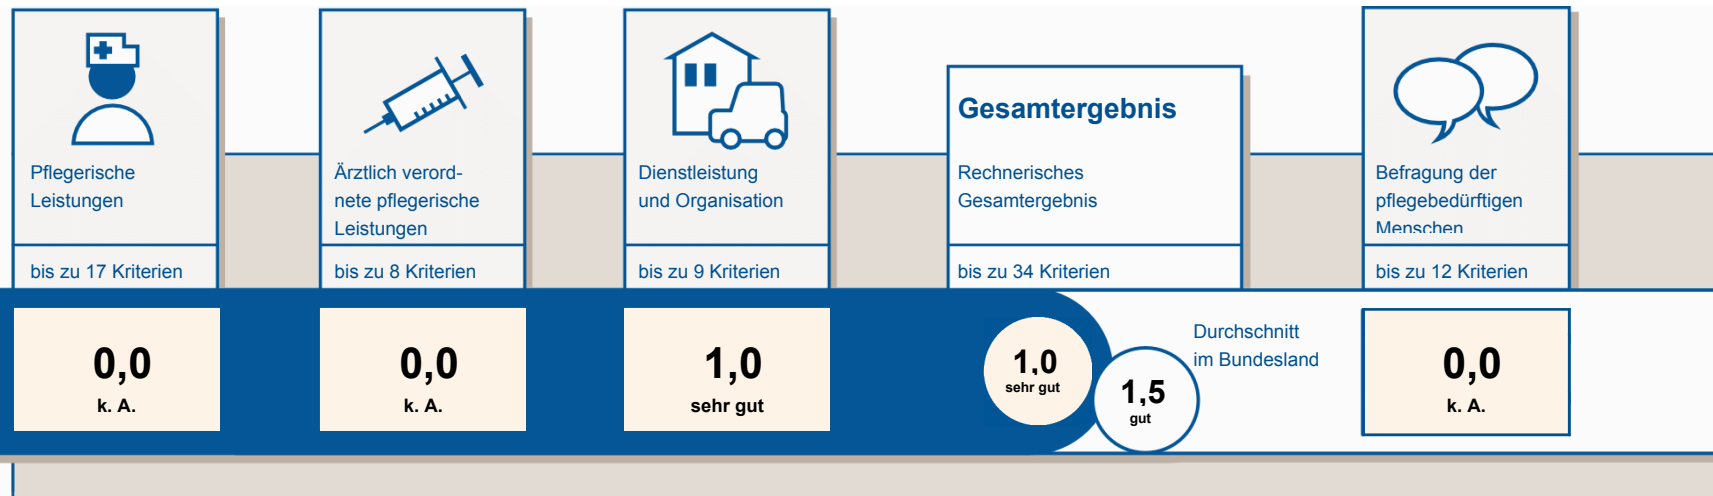 Pflegerische
Leistungen
bis zu 17 Kriterien
0,0
k. A.
Ärztlich verord-
nete pflegerische
Leistungen
bis zu 8 Kriterien
0,0
k. A.
Dienstleistung
und Organisation
bis zu 9 Kriterien
1,0
sehr gut
Gesamtergebnis
Rechnerisches
Gesamtergebnis
bis zu 34 Kriterien
1,0
sehr gut
1,5
gut
Durchschnitt
im Bundesland
Befragung der
pflegebedürftigen
Menschen
bis zu 12 Kriterien
0,0
k. A.